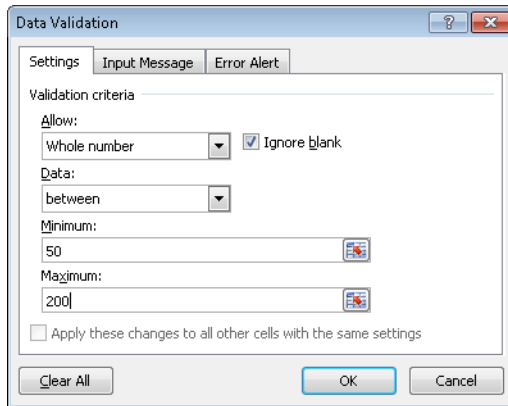 Data Validation
Settings Input Message Error Alert
Validation criteria
Allow:
Whole number Ignore blank
Data:
between
Minimum:
50
Maximum:
200
Apply these changes to all other cells with the same settings
Clear All OK Cancel